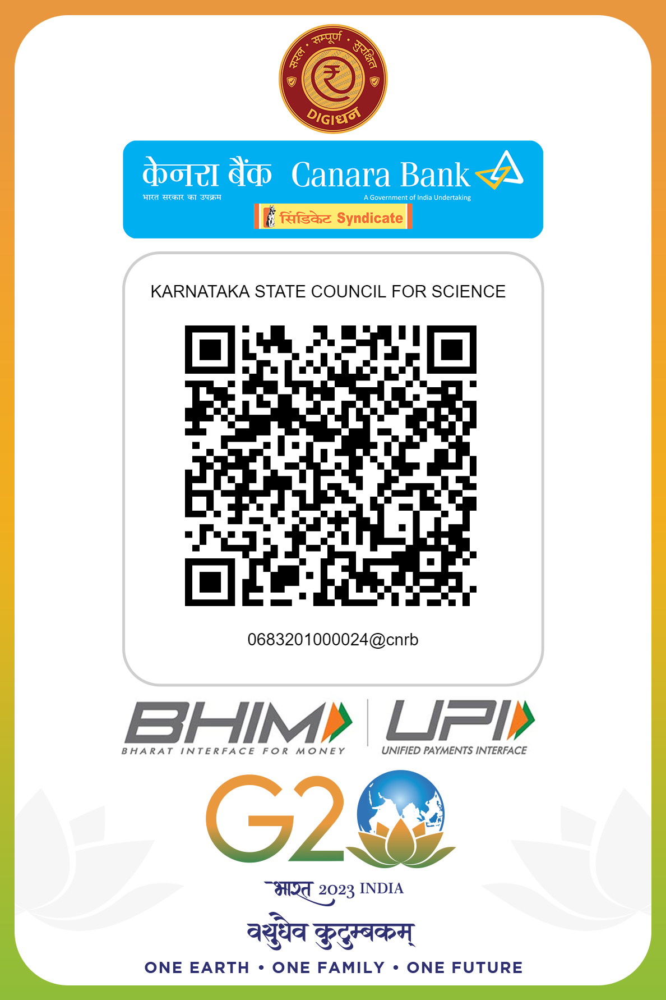 सरल • सम्पूर्ण • सुरक्षित
DIGIधन
केनरा बैंक Canara Bank
भारत सरकार का उपक्रम A Government of India Undertaking
सिंडिकेट Syndicate
KARNATAKA STATE COUNCIL FOR SCIENCE
0683201000024@cnrb
BHIM UPI
BHARAT INTERFACE FOR MONEY UNIFIED PAYMENTS INTERFACE
G20
भारत 2023 INDIA
वसुधैव कुटुम्बकम्
ONE EARTH • ONE FAMILY • ONE FUTURE